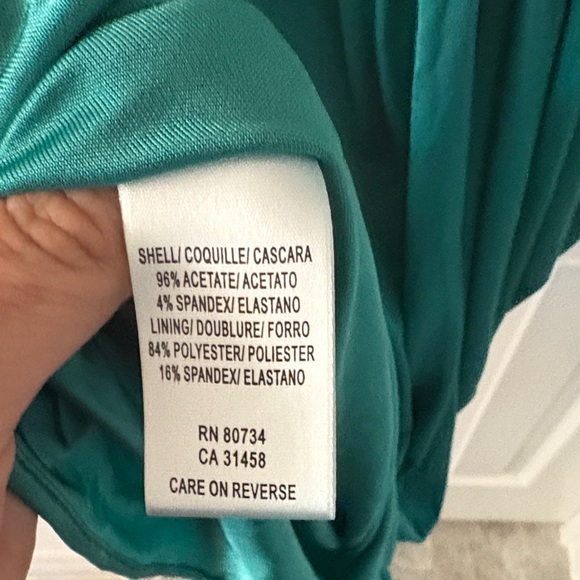 SHELL/ COQUILLE/ CASCARA
96% ACETATE/ ACETATO
4% SPANDEX/ ELASTANO
LINING/ DOUBLURE/ FORRO
84% POLYESTER/ POLIESTER
16% SPANDEX/ ELASTANO
RN 80734
CA 31458
CARE ON REVERSE